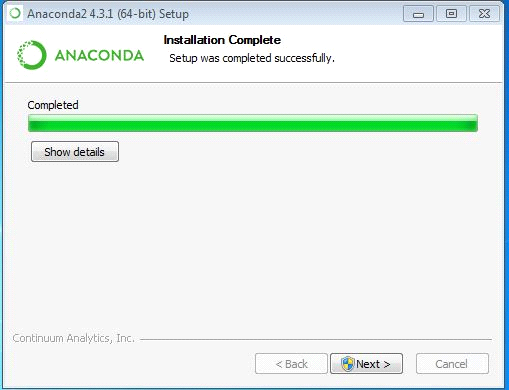 Anaconda2 4.3.1 (64-bit) Setup
ANACONDA
Installation Complete
Setup was completed successfully.
Completed
Show details
Continuum Analytics, Inc.
< Back
Next >
Cancel